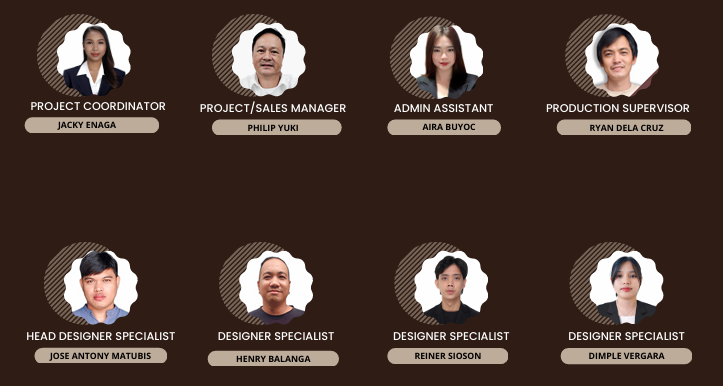 PROJECT COORDINATOR
JACKY ENAGA
PROJECT/SALES MANAGER
PHILIP YUKI
ADMIN ASSISTANT
AIRA BUYOC
PRODUCTION SUPERVISOR
RYAN DELA CRUZ
HEAD DESIGNER SPECIALIST
JOSE ANTONY MATUBIS
DESIGNER SPECIALIST
HENRY BALANGA
DESIGNER SPECIALIST
REINER SIOSON
DESIGNER SPECIALIST
DIMPLE VERGARA